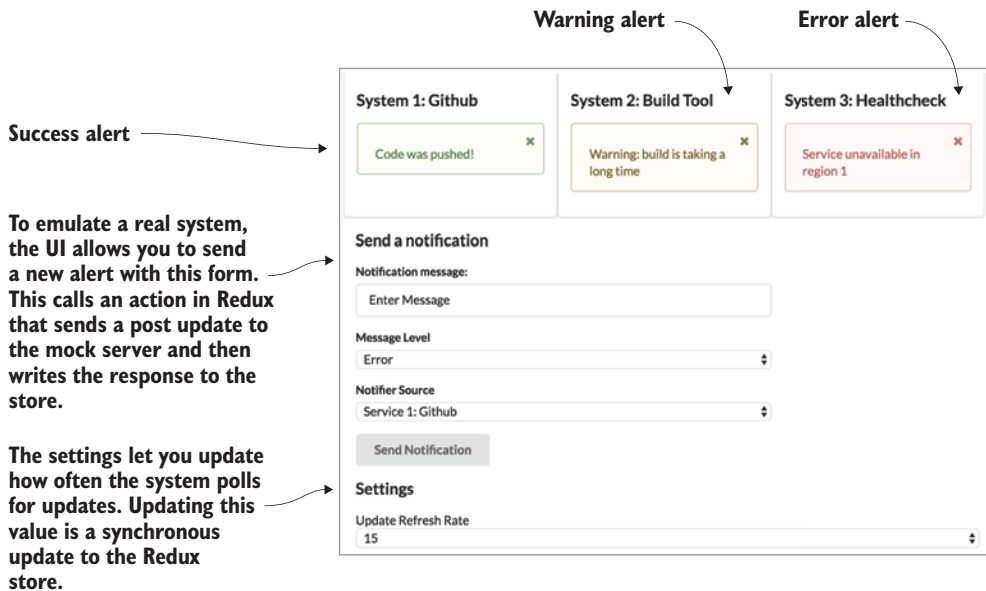 Warning alert
Error alert
System 1: Github
System 2: Build Tool
System 3: Healthcheck
Success alert
Code was pushed!
×
Warning: build is taking a
long time
×
Service unavailable in
region 1
×
To emulate a real system,
the UI allows you to send
a new alert with this form.
This calls an action in Redux
that sends a post update to
the mock server and then
writes the response to the
store.
Send a notification
Notification message:
Enter Message
Message Level
Error
Notifier Source
Service 1: Github
Send Notification
The settings let you update
how often the system polls
for updates. Updating this
value is a synchronous
update to the Redux
store.
Settings
Update Refresh Rate
15